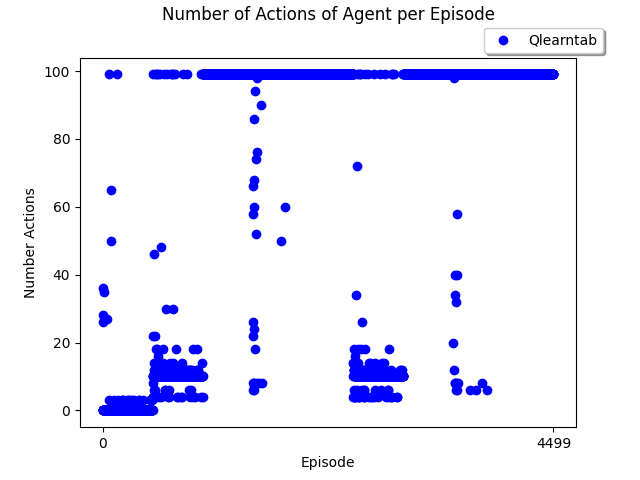 Number of Actions of Agent per Episode
Qlearntab
100
80
60
40
20
0
Number Actions
0
4499
Episode